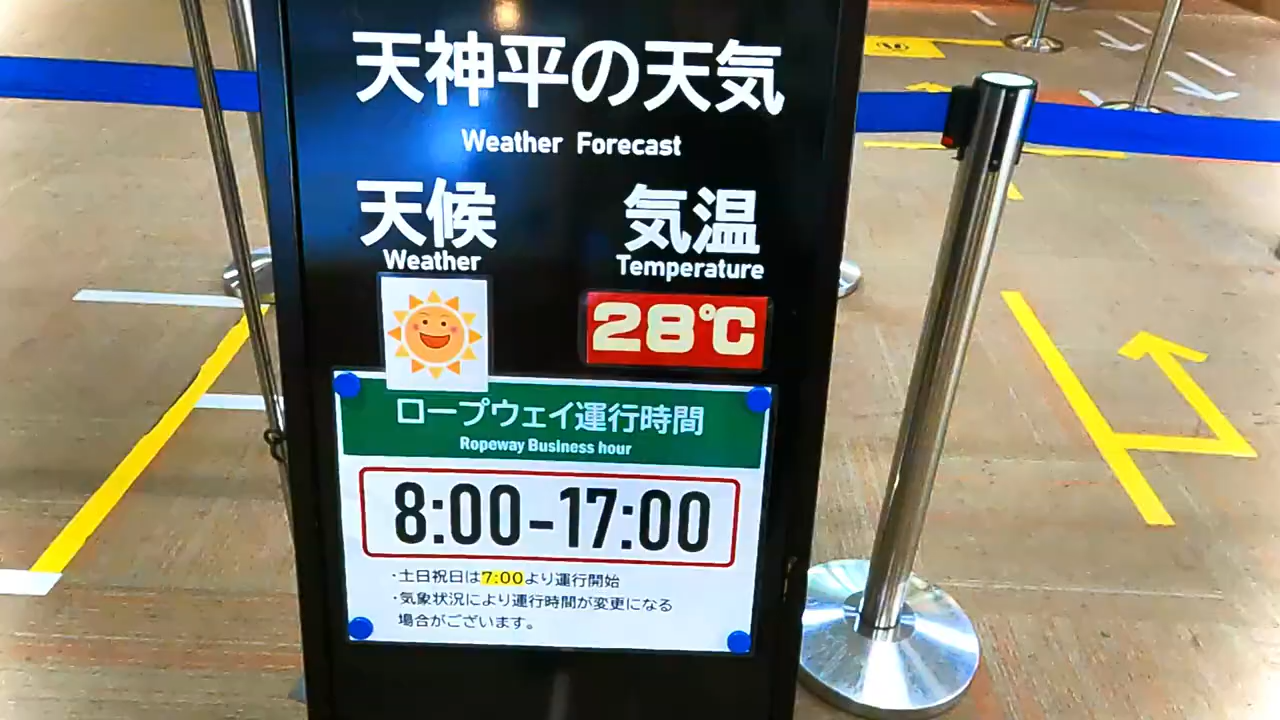 天神平の天気
Weather Forecast
天候
Weather
気温
Temperature
28℃
ロープウェイ運行時間
Ropeway Business hour
8:00-17:00
・土日祝日は7:00より運行開始
・気象状況により運行時間が変更になる
場合がございます。